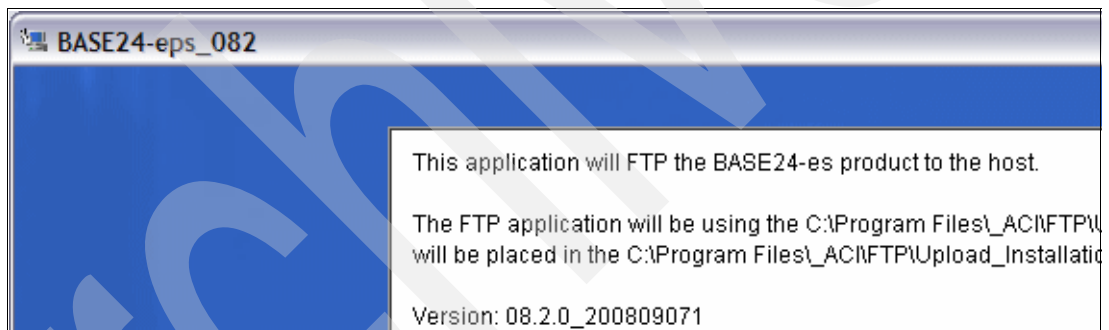 BASE24-eps_082
This application will FTP the BASE24-es product to the host.
The FTP application will be using the C:\Program Files\_ACI\FTP\U
will be placed in the C:\Program Files\_ACI\FTP\Upload_Installatio
Version: 08.2.0_200809071